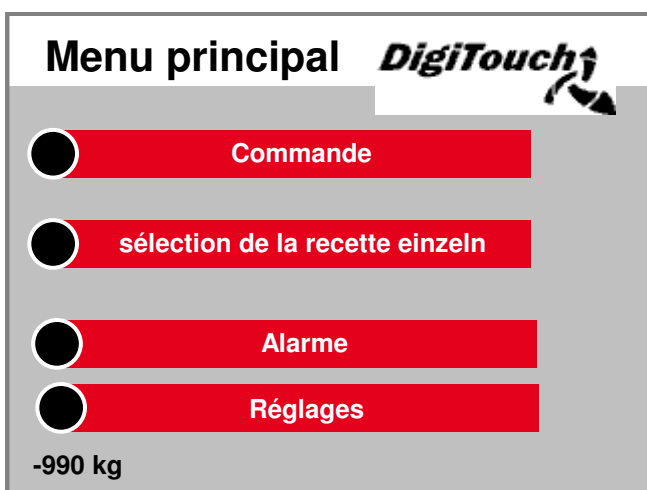 Menu principal DigiTouch
Commande
sélection de la recette einzeln
Alarme
Réglages
-990 kg